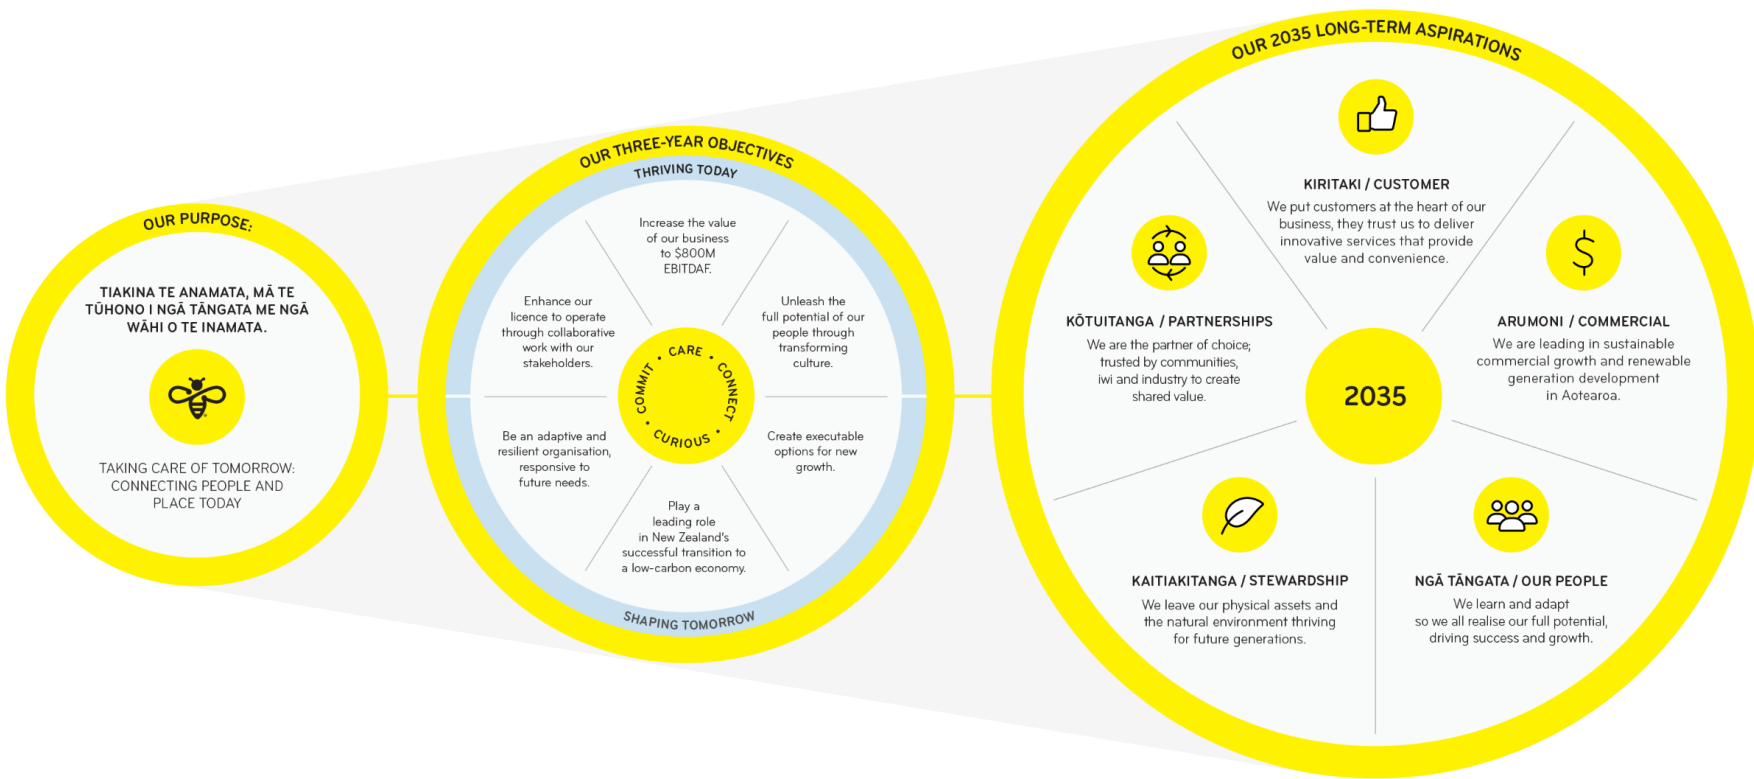 OUR PURPOSE:
TIAKINA TE ANAMATA, MĀ TE
TŪHONO I NGĀ TĀNGATA ME NGĀ
WĀHI O TE INAMATA.
TAKING CARE OF TOMORROW:
CONNECTING PEOPLE AND
PLACE TODAY
OUR THREE-YEAR OBJECTIVES
THRIVING TODAY
Increase the value
of our business
to $800M
EBITDAF.
Unleash the
full potential of our
people through
transforming
culture.
Create executable
options for new
growth.
Play a
leading role
in New Zealand's
successful transition to
a low-carbon economy.
Be an adaptive and
resilient organisation,
responsive to
future needs.
Enhance our
licence to operate
through collaborative
work with our
stakeholders.
CARE • CONNECT • CURIOUS • COMMIT •
SHAPING TOMORROW
OUR 2035 LONG-TERM ASPIRATIONS
KIRITAKI / CUSTOMER
We put customers at the heart of our
business, they trust us to deliver
innovative services that provide
value and convenience.
$
ARUMONI / COMMERCIAL
We are leading in sustainable
commercial growth and renewable
generation development
in Aotearoa.
NGĀ TĀNGATA / OUR PEOPLE
We learn and adapt
so we all realise our full potential,
driving success and growth.
KAITIAKITANGA / STEWARDSHIP
We leave our physical assets and
the natural environment thriving
for future generations.
KŌTUITANGA / PARTNERSHIPS
We are the partner of choice;
trusted by communities,
iwi and industry to create
shared value.
2035